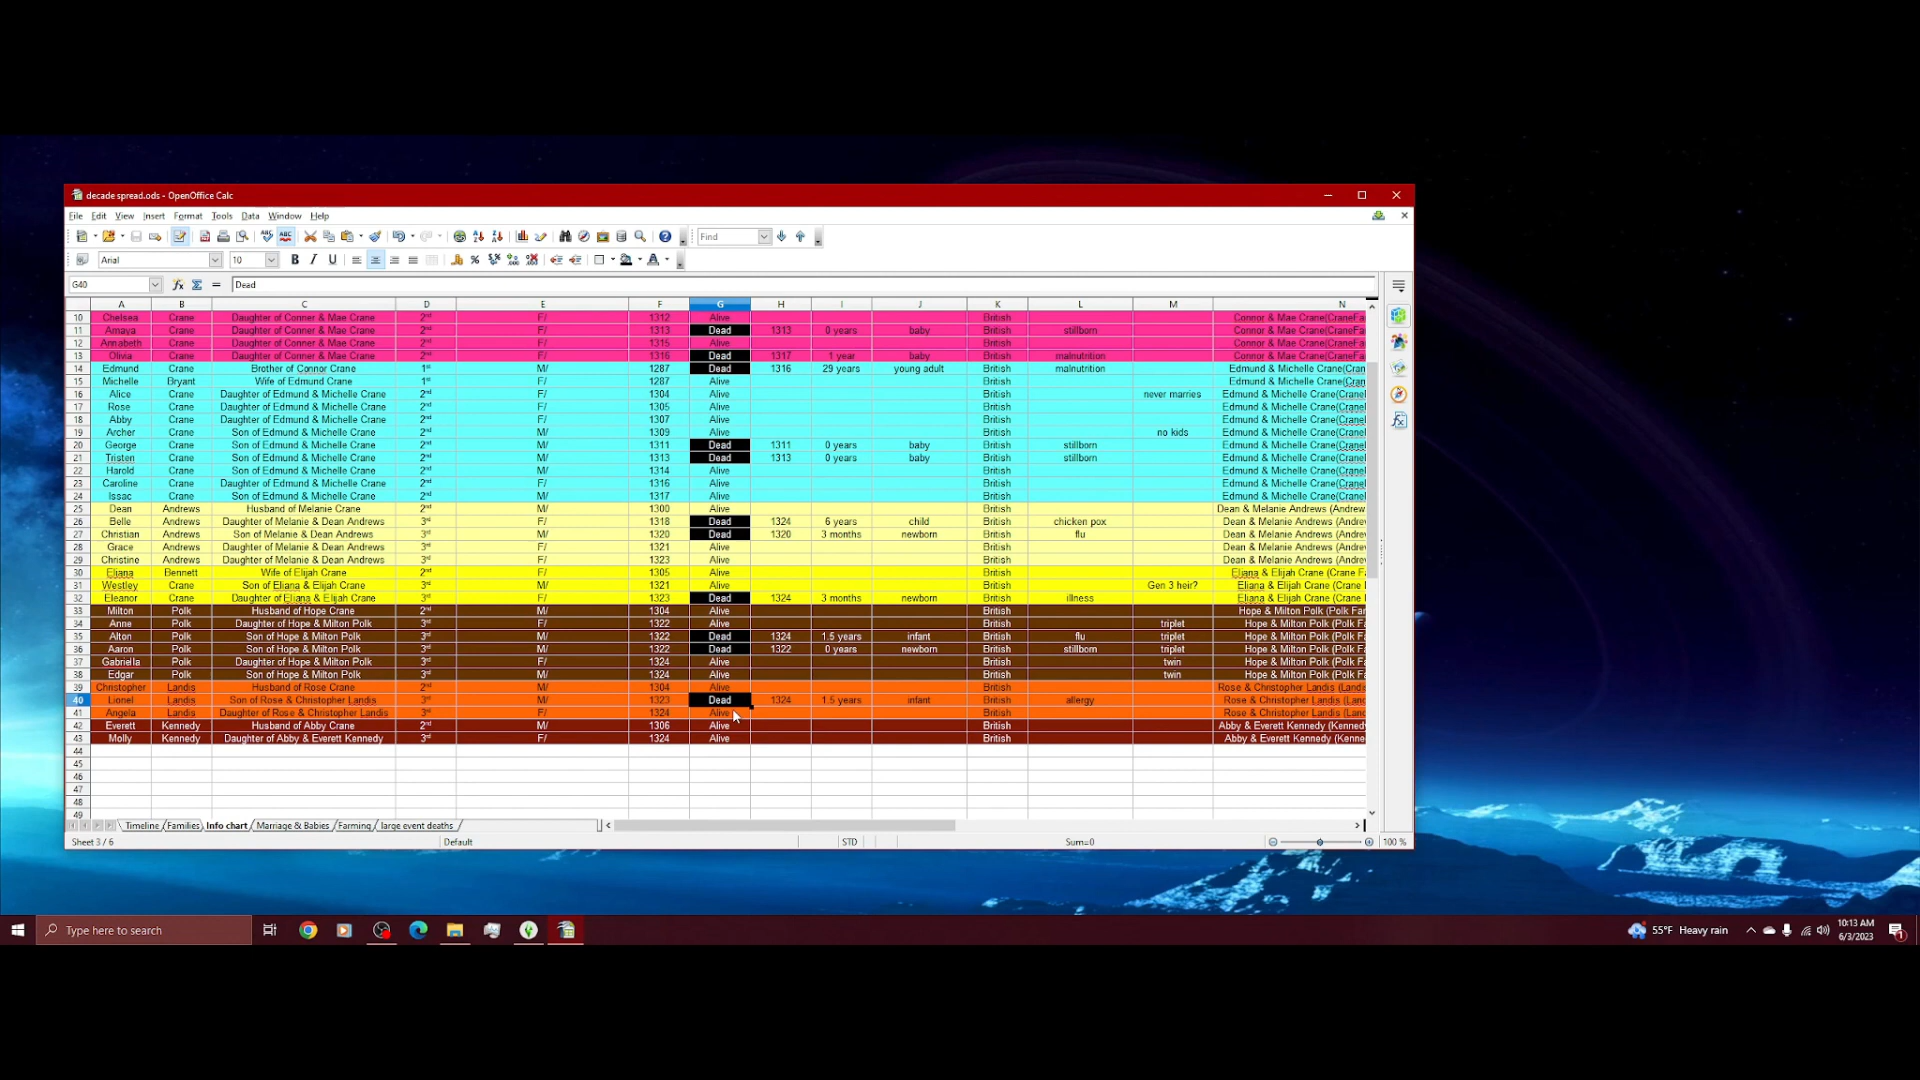 decade spread.ods - OpenOffice Calc
File Edit View Insert Format Tools Data Window Help
Find
Arial 10
G40 Dead
A B C D E F G H I J K L M N
10 Chelsea Crane Daughter of Conner & Mae Crane 2nd F/ 1312 Alive British Connor & Mae Crane(CraneFa
11 Amaya Crane Daughter of Conner & Mae Crane 2nd F/ 1313 Dead 1313 0 years baby British stillborn Connor & Mae Crane(CraneFa
12 Annabeth Crane Daughter of Conner & Mae Crane 2nd F/ 1315 Alive British Connor & Mae Crane(CraneFa
13 Olivia Crane Daughter of Conner & Mae Crane 2nd F/ 1316 Dead 1317 1 year baby British malnutrition Connor & Mae Crane(CraneFa
14 Edmund Crane Brother of Connor Crane 1st M/ 1287 Dead 1316 29 years young adult British malnutrition Edmund & Michelle Crane(Cran
15 Michelle Bryant Wife of Edmund Crane 1st F/ 1287 Alive British Edmund & Michelle Crane(Cran
16 Alice Crane Daughter of Edmund & Michelle Crane 2nd F/ 1304 Alive British never marries Edmund & Michelle Crane(CraneF
17 Rose Crane Daughter of Edmund & Michelle Crane 2nd F/ 1305 Alive British Edmund & Michelle Crane(CraneF
18 Abby Crane Daughter of Edmund & Michelle Crane 2nd F/ 1307 Alive British Edmund & Michelle Crane(CraneF
19 Archer Crane Son of Edmund & Michelle Crane 2nd M/ 1309 Alive British no kids Edmund & Michelle Crane(CraneF
20 George Crane Son of Edmund & Michelle Crane 2nd M/ 1311 Dead 1311 0 years baby British stillborn Edmund & Michelle Crane(CraneF
21 Tristen Crane Son of Edmund & Michelle Crane 2nd M/ 1313 Dead 1313 0 years baby British stillborn Edmund & Michelle Crane(CraneF
22 Harold Crane Son of Edmund & Michelle Crane 2nd M/ 1314 Alive British Edmund & Michelle Crane(CraneF
23 Caroline Crane Daughter of Edmund & Michelle Crane 2nd F/ 1316 Alive British Edmund & Michelle Crane(CraneF
24 Issac Crane Son of Edmund & Michelle Crane 2nd M/ 1317 Alive British Edmund & Michelle Crane(CraneF
25 Dean Andrews Husband of Melanie Crane 2nd M/ 1300 Alive British Dean & Melanie Andrews (Andrew
26 Belle Andrews Daughter of Melanie & Dean Andrews 3rd F/ 1318 Dead 1324 6 years child British chicken pox Dean & Melanie Andrews (Andre
27 Christian Andrews Son of Melanie & Dean Andrews 3rd M/ 1320 Dead 1320 3 months newborn British flu Dean & Melanie Andrews (Andre
28 Grace Andrews Daughter of Melanie & Dean Andrews 3rd F/ 1321 Alive British Dean & Melanie Andrews (Andre
29 Christine Andrews Daughter of Melanie & Dean Andrews 3rd F/ 1323 Alive British Dean & Melanie Andrews (Andre
30 Eliana Bennett Wife of Elijah Crane 2nd F/ 1305 Alive British Eliana & Elijah Crane (Crane F
31 Westley Crane Son of Eliana & Elijah Crane 3rd M/ 1321 Alive British Gen 3 heir? Eliana & Elijah Crane (Crane
32 Eleanor Crane Daughter of Eliana & Elijah Crane 3rd F/ 1323 Dead 1324 3 months newborn British illness Eliana & Elijah Crane (Crane
33 Milton Polk Husband of Hope Crane 2nd M/ 1304 Alive British Hope & Milton Polk (Polk Far
34 Anne Polk Daughter of Hope & Milton Polk 3rd F/ 1322 Alive British triplet Hope & Milton Polk (Polk Fa
35 Alton Polk Son of Hope & Milton Polk 3rd M/ 1322 Dead 1324 1.5 years infant British flu triplet Hope & Milton Polk (Polk Fa
36 Aaron Polk Son of Hope & Milton Polk 3rd M/ 1322 Dead 1322 0 years newborn British stillborn triplet Hope & Milton Polk (Polk Fa
37 Gabriella Polk Daughter of Hope & Milton Polk 3rd F/ 1324 Alive British twin Hope & Milton Polk (Polk Fa
38 Edgar Polk Son of Hope & Milton Polk 3rd M/ 1324 Alive British twin Hope & Milton Polk (Polk Fa
39 Christopher Landis Husband of Rose Crane 2nd M/ 1304 Alive British Rose & Christopher Landis (Landi
40 Lionel Landis Son of Rose & Christopher Landis 3rd M/ 1323 Dead 1324 1.5 years infant British allergy Rose & Christopher Landis (Land
41 Angela Landis Daughter of Rose & Christopher Landis 3rd F/ 1324 Alive British Rose & Christopher Landis (Land
42 Everett Kennedy Husband of Abby Crane 2nd M/ 1306 Alive British Abby & Everett Kennedy (Kenned
43 Molly Kennedy Daughter of Abby & Everett Kennedy 3rd F/ 1324 Alive British Abby & Everett Kennedy (Kenne
44
45
46
47
48
49
Timeline Families Info chart Marriage & Babies Farming large event deaths
Sheet 3 / 6 Default STD Sum=0 100 %
Type here to search
55°F Heavy rain
10:13 AM
6/3/2023
1